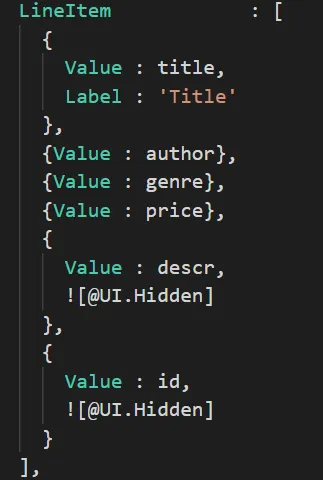 LineItem : [
{
Value : title,
Label : 'Title'
},
{Value : author},
{Value : genre},
{Value : price},
{
Value : descr,
![@UI.Hidden]
},
{
Value : id,
![@UI.Hidden]
}
],